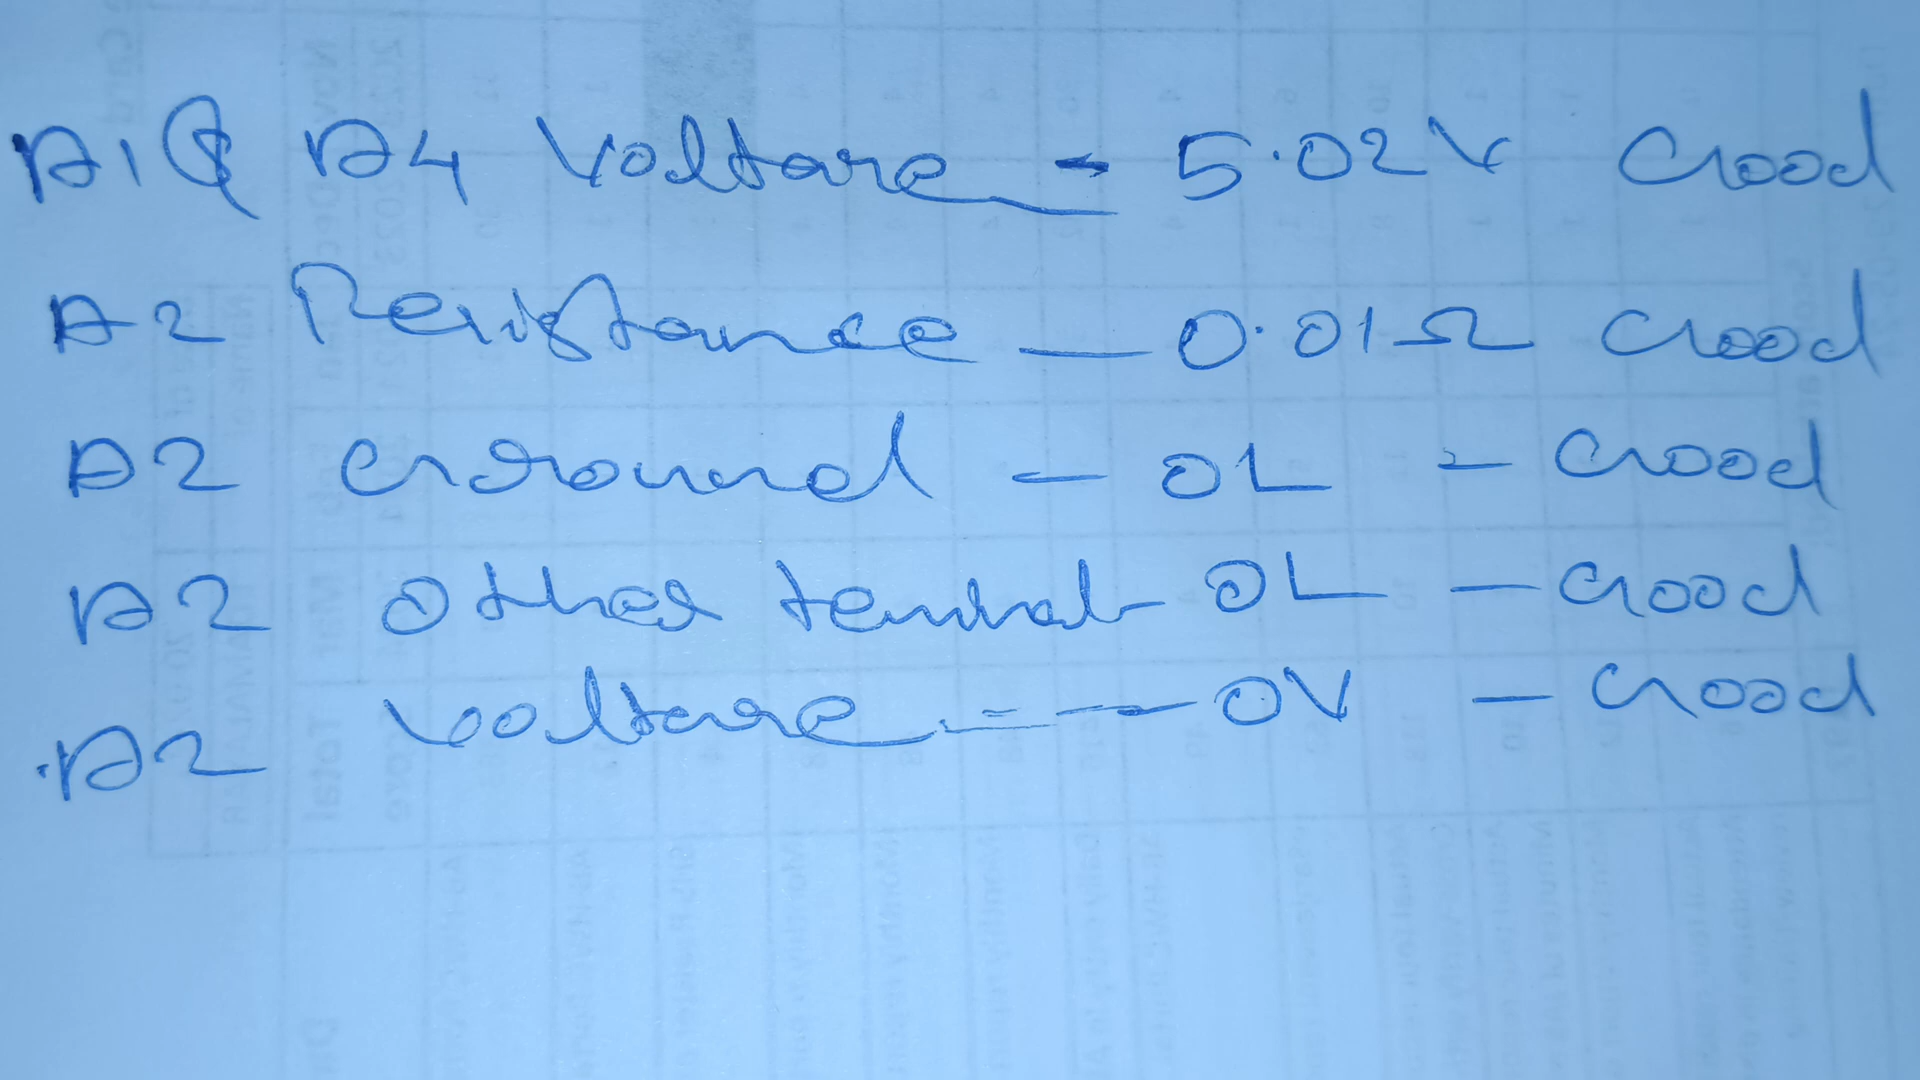 A1 & A4 Voltage - 5.02V Good
A2 Resistance — 0.01Ω Good
A2 Ground - OL - Good
A2 Other terminal OL - Good
A2 Voltage - - 0V - Good